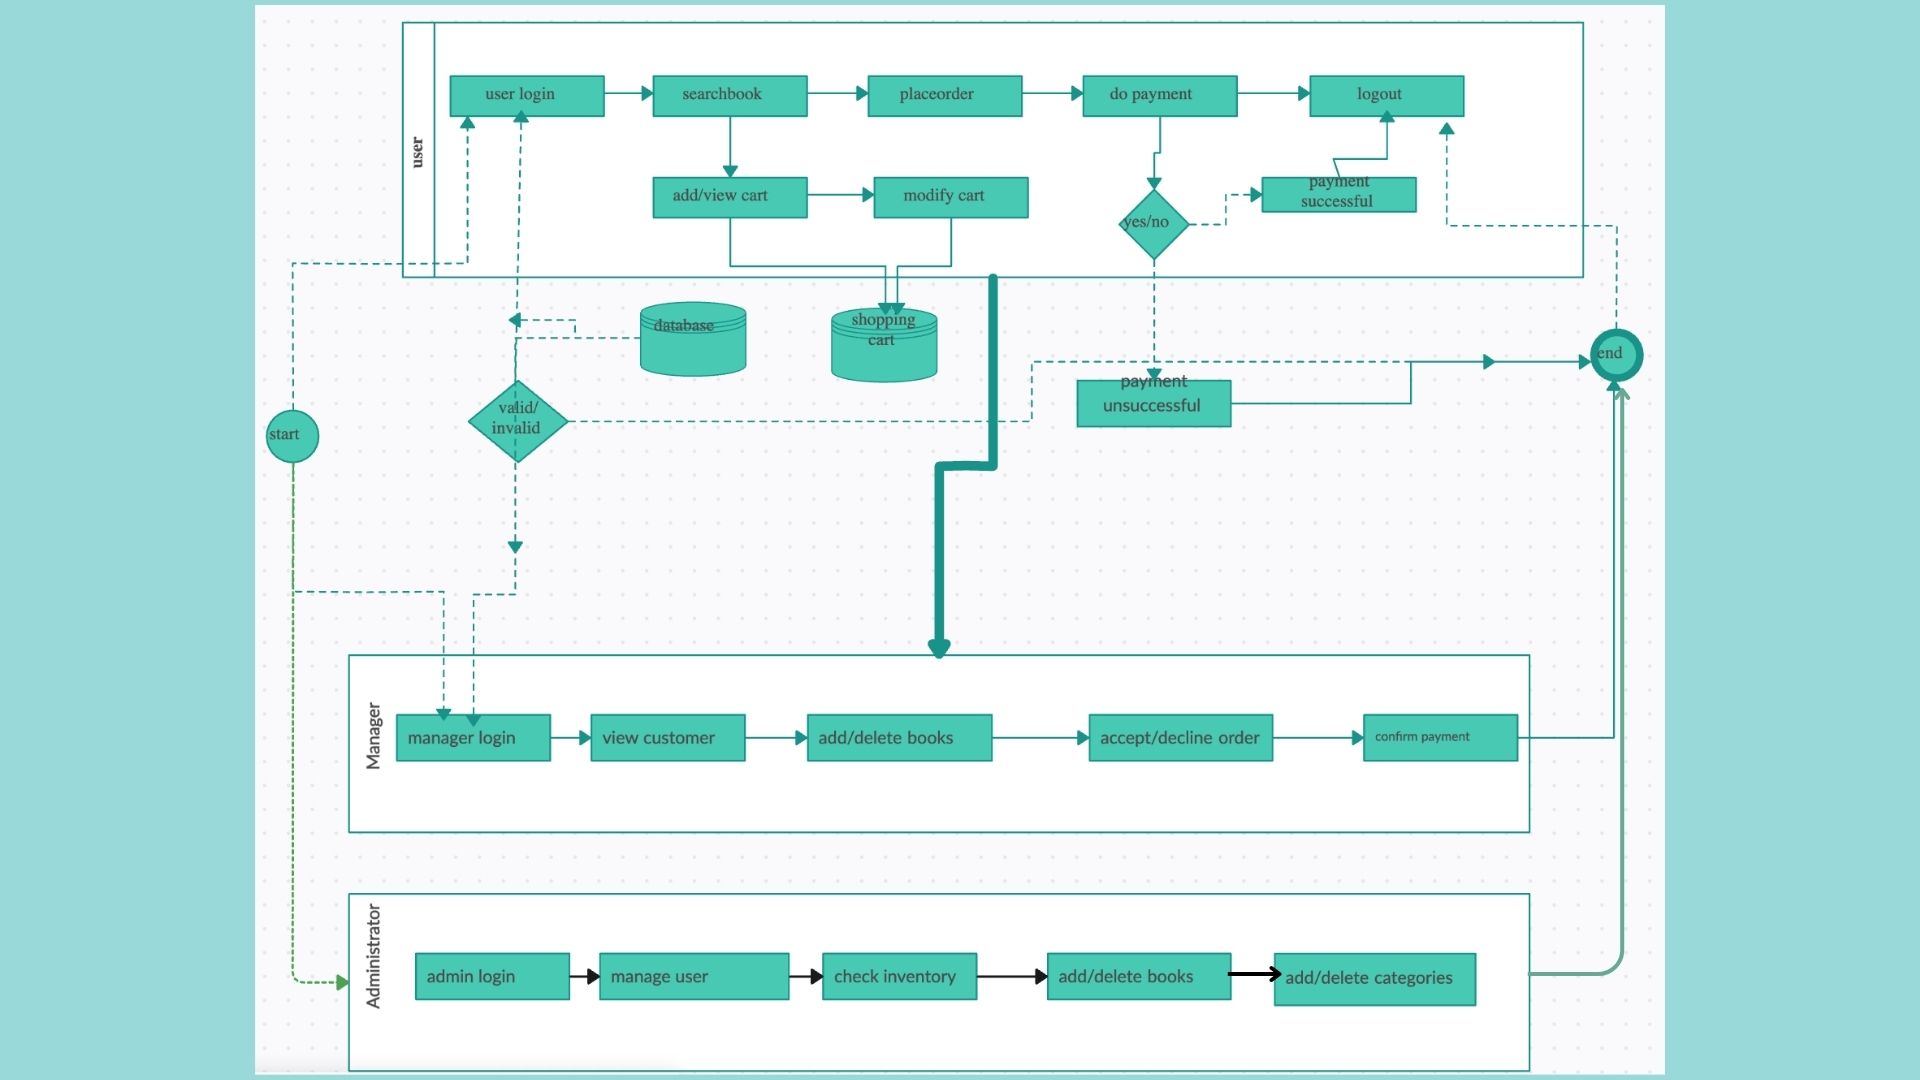 user
user login
searchbook
placeorder
do payment
logout
add/view cart
modify cart
yes/no
payment
successful
database
shopping
cart
end
start
valid/
invalid
payment
unsuccessful
Manager
manager login
view customer
add/delete books
accept/decline order
confirm payment
Administrator
admin login
manage user
check inventory
add/delete books
add/delete categories